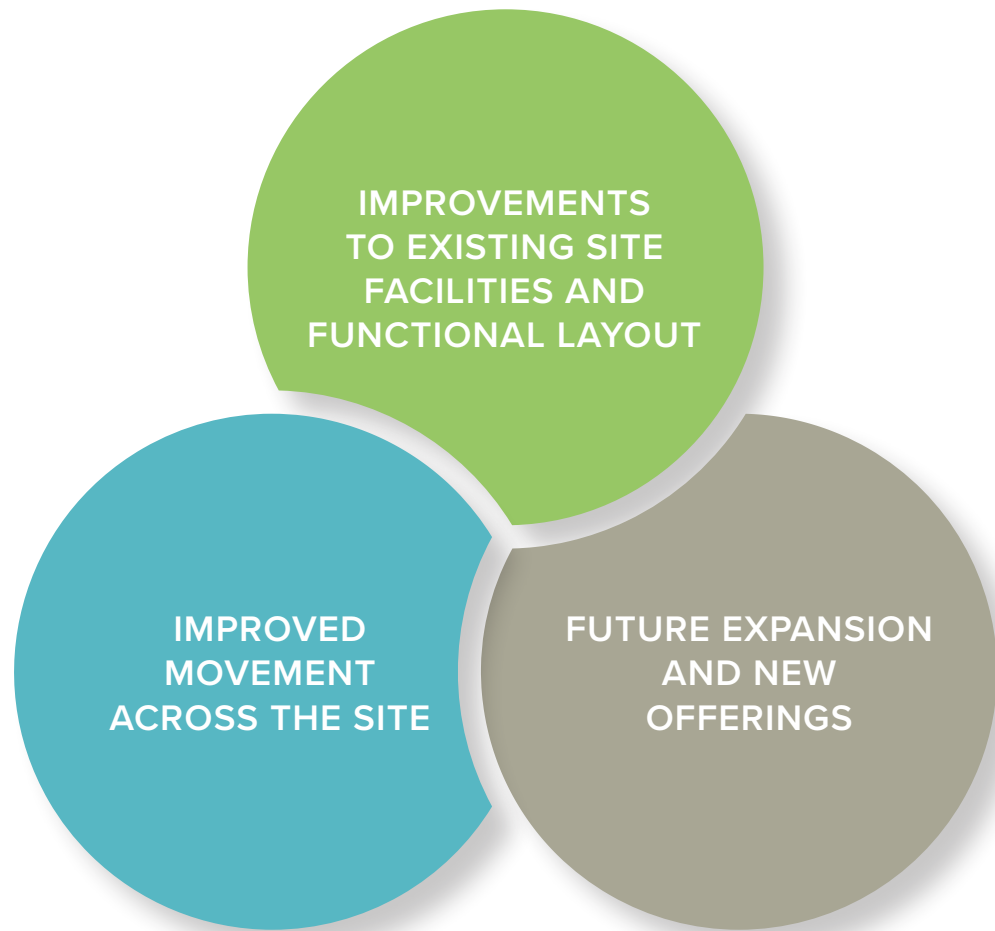 IMPROVEMENTS
TO EXISTING SITE
FACILITIES AND
FUNCTIONAL LAYOUT
IMPROVED
MOVEMENT
ACROSS THE SITE
FUTURE EXPANSION
AND NEW
OFFERINGS